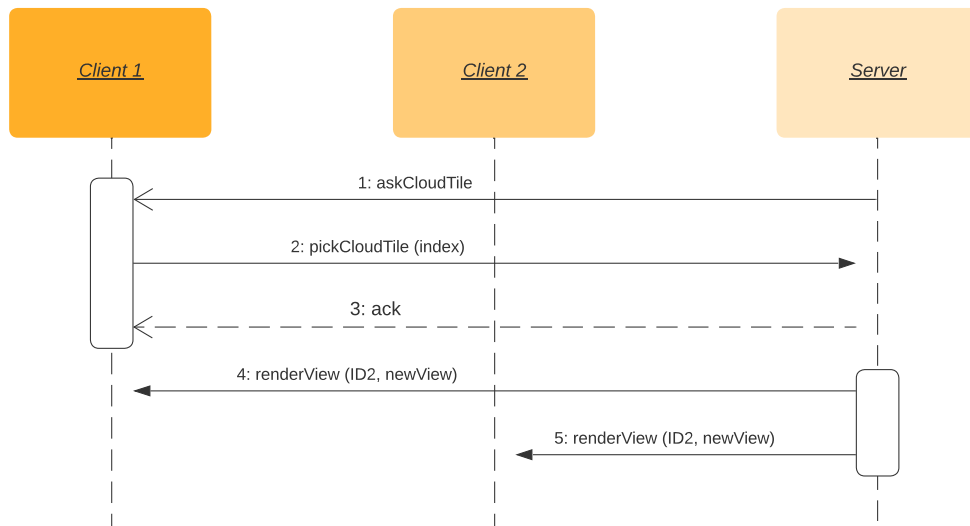 Client 1
Client 2
Server
1: askCloudTile
2: pickCloudTile (index)
3: ack
4: renderView (ID2, newView)
5: renderView (ID2, newView)